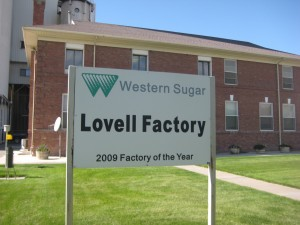 Western Sugar
Lovell Factory
2009 Factory of the Year